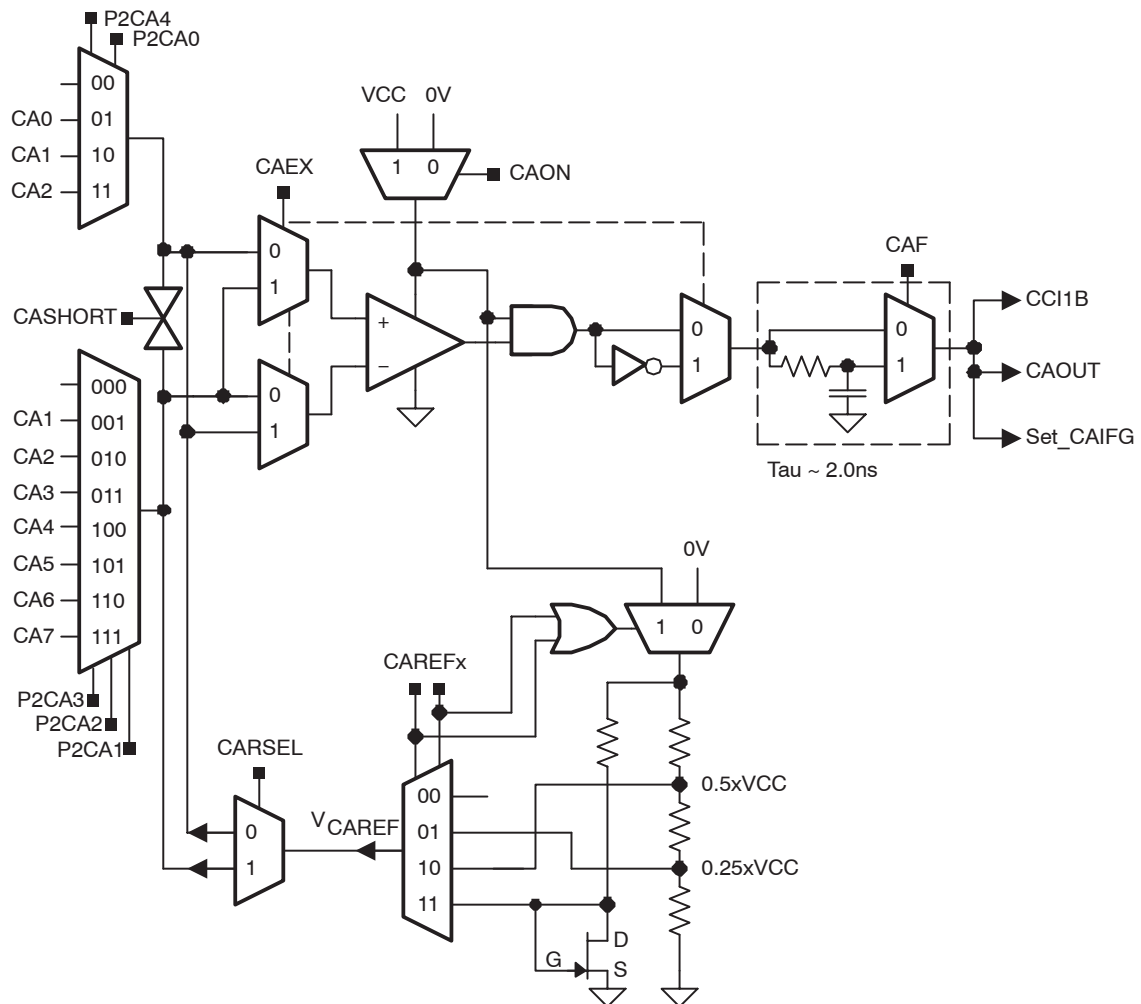 P2CA4
P2CA0
00
CA0 01
CA1 10
CA2 11
VCC 0V
1 0
CAON
CAEX
0
1
CASHORT
+
−
0
1
0
1
CAF
0
1
CCI1B
CAOUT
Set_CAIFG
Tau ~ 2.0ns
000
CA1 001
CA2 010
CA3 011
CA4 100
CA5 101
CA6 110
CA7 111
P2CA3
P2CA2
P2CA1
0V
1 0
CAREFx
CARSEL
0
1
VCAREF
00
01
10
11
0.5xVCC
0.25xVCC
D
G
S